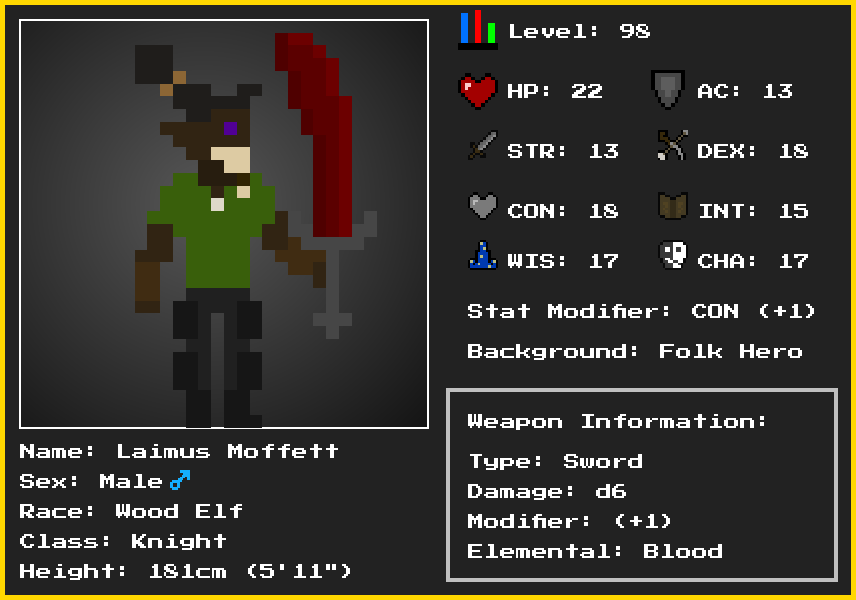 Level: 98
HP: 22
AC: 13
STR: 13
DEX: 18
CON: 18
INT: 15
WIS: 17
CHA: 17
Stat Modifier: CON (+1)
Background: Folk Hero
Weapon Information:
Type: Sword
Damage: d6
Modifier: (+1)
Elemental: Blood
Name: Laimus Moffett
Sex: Male♂
Race: Wood Elf
Class: Knight
Height: 181cm (5'11")